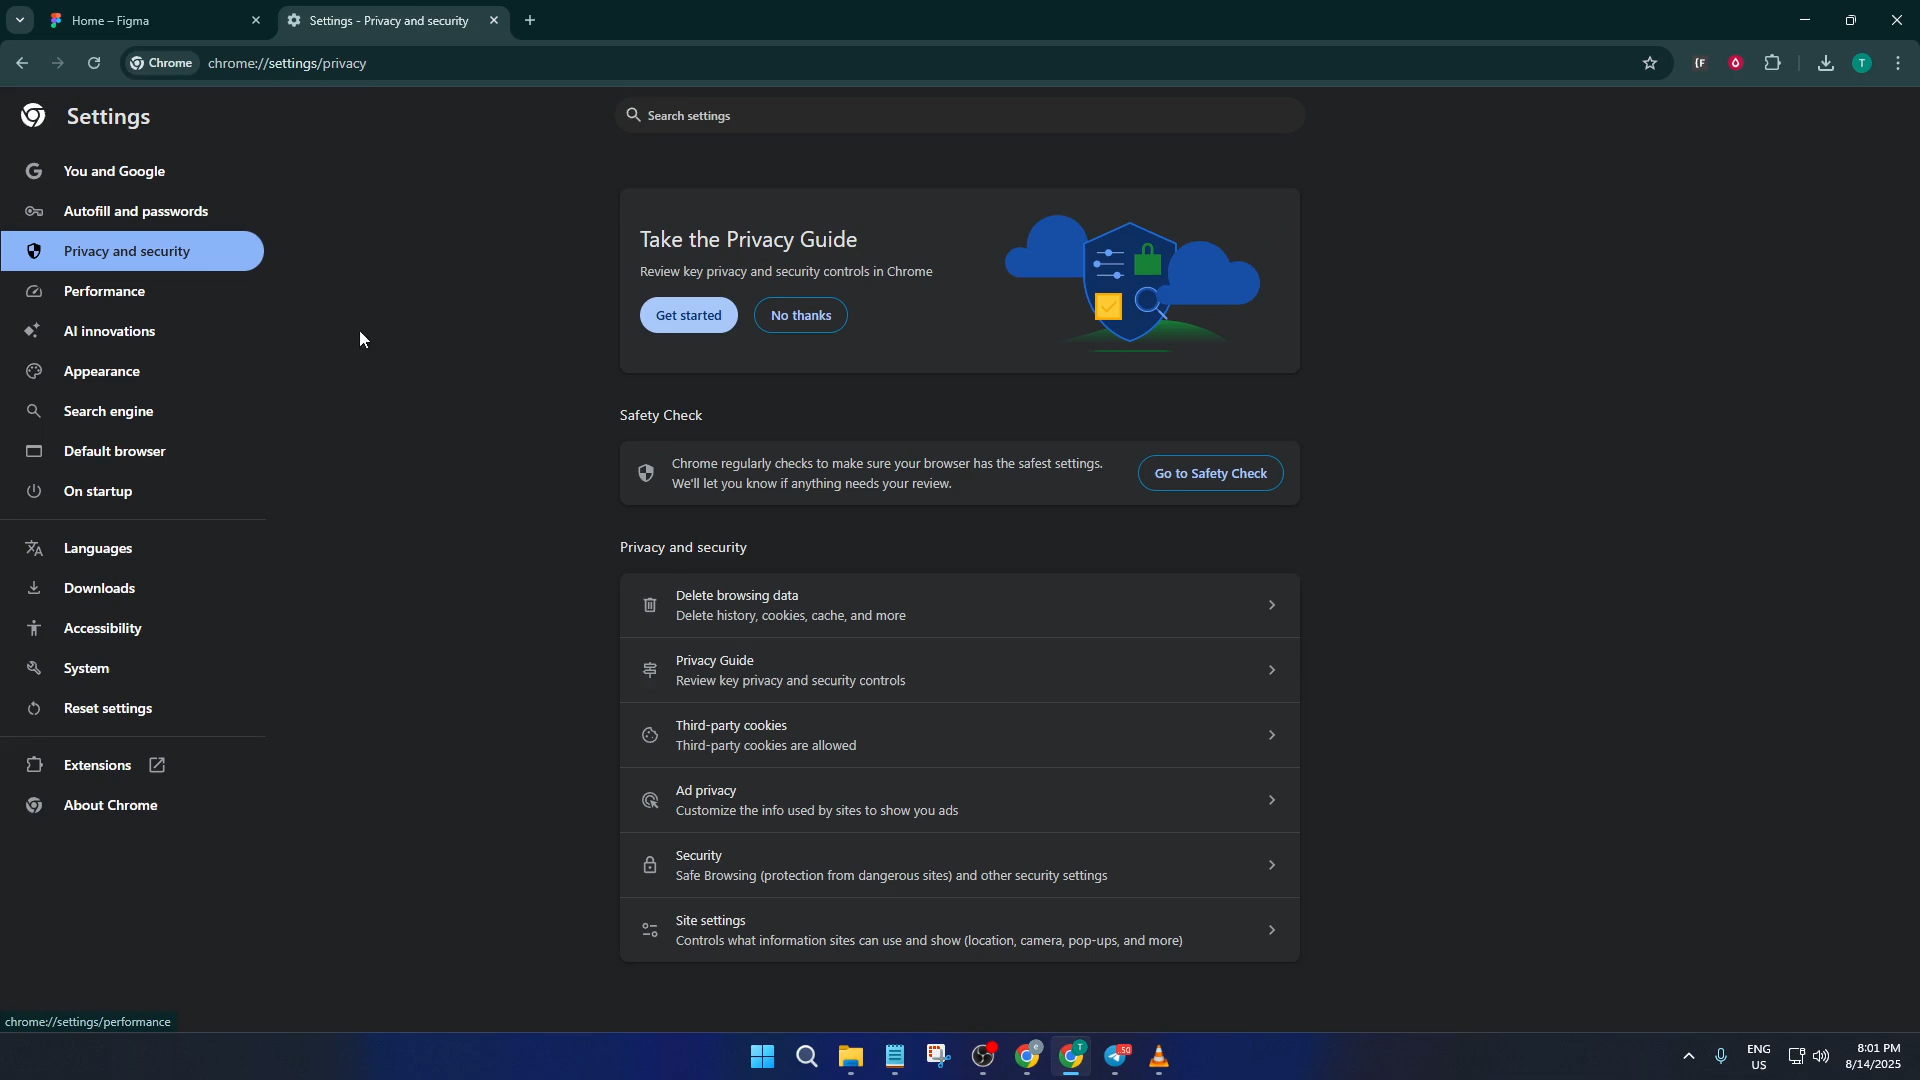 Home – Figma
Settings - Privacy and security
Chrome
chrome://settings/privacy
T
Settings
Search settings
You and Google
Autofill and passwords
Privacy and security
Performance
AI innovations
Appearance
Search engine
Default browser
On startup
Languages
Downloads
Accessibility
System
Reset settings
Extensions
About Chrome
Take the Privacy Guide
Review key privacy and security controls in Chrome
Get started
No thanks
Safety Check
Chrome regularly checks to make sure your browser has the safest settings.
We'll let you know if anything needs your review.
Go to Safety Check
Privacy and security
Delete browsing data
Delete history, cookies, cache, and more
Privacy Guide
Review key privacy and security controls
Third-party cookies
Third-party cookies are allowed
Ad privacy
Customize the info used by sites to show you ads
Security
Safe Browsing (protection from dangerous sites) and other security settings
Site settings
Controls what information sites can use and show (location, camera, pop-ups, and more)
chrome://settings/performance
e
T
ENG
US
8:01 PM
8/14/2025